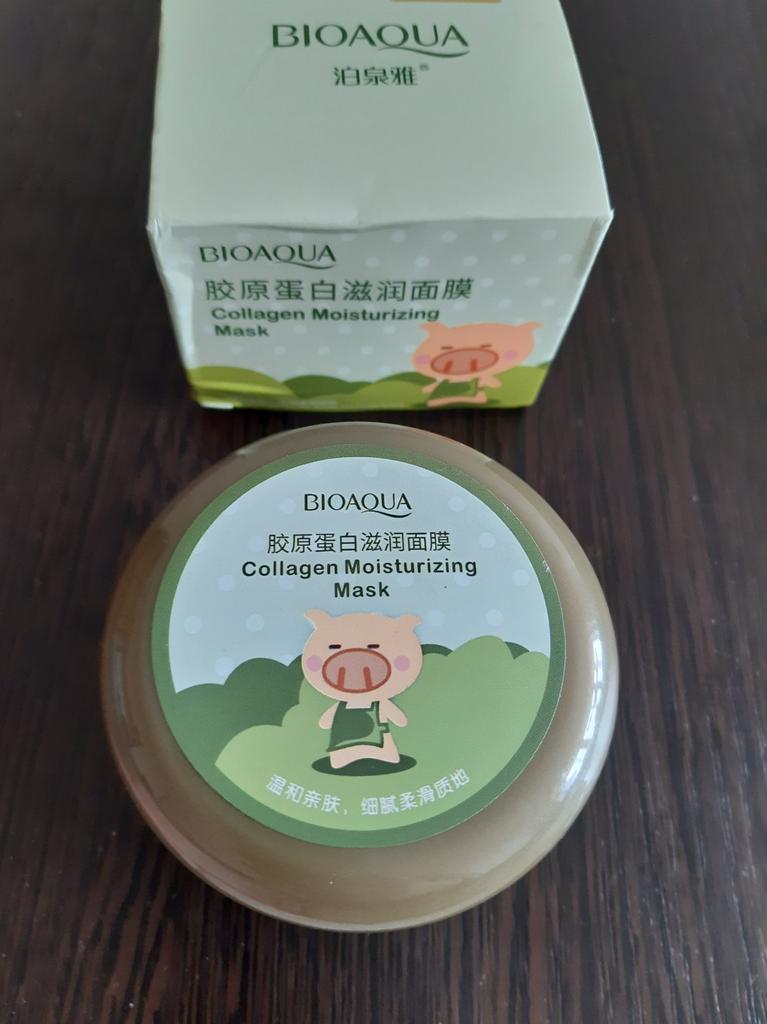 BIOAQUA
泊泉雅®
BIOAQUA
胶原蛋白滋润面膜
Collagen Moisturizing
Mask
BIOAQUA
胶原蛋白滋润面膜
Collagen Moisturizing
Mask
温和亲肤，细腻柔滑质地